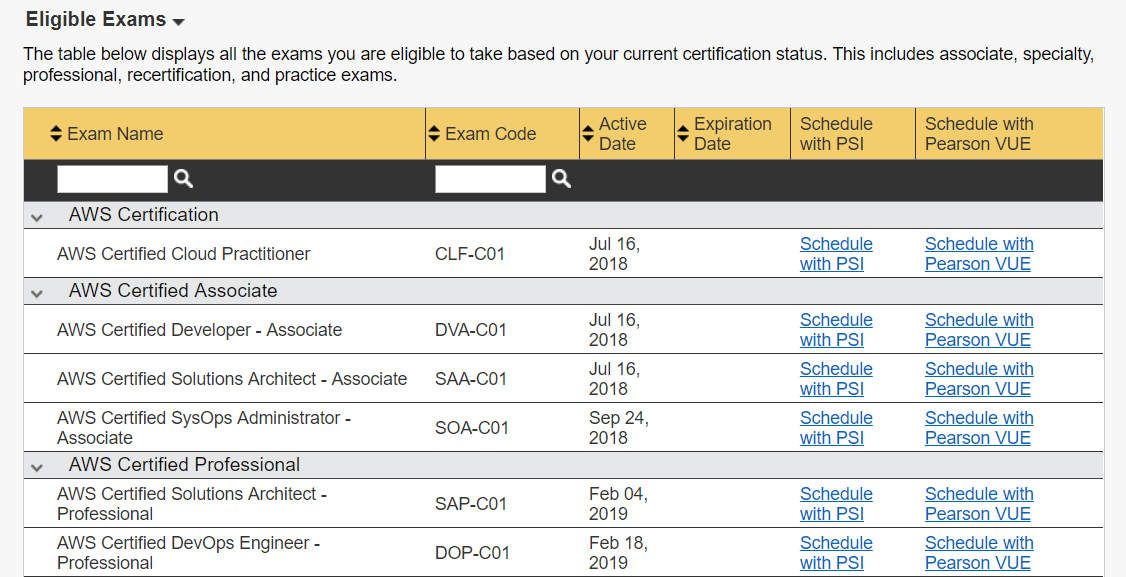 Eligible Exams
The table below displays all the exams you are eligible to take based on your current certification status. This includes associate, specialty,
professional, recertification, and practice exams.
Exam Name
Exam Code
Active
Date
Expiration
Date
Schedule
with PSI
Schedule with
Pearson VUE
AWS Certification
AWS Certified Cloud Practitioner
CLF-C01
Jul 16,
2018
Schedule
with PSI
Schedule with
Pearson VUE
AWS Certified Associate
AWS Certified Developer - Associate
DVA-C01
Jul 16,
2018
Schedule
with PSI
Schedule with
Pearson VUE
AWS Certified Solutions Architect - Associate
SAA-C01
Jul 16,
2018
Schedule
with PSI
Schedule with
Pearson VUE
AWS Certified SysOps Administrator -
Associate
SOA-C01
Sep 24,
2018
Schedule
with PSI
Schedule with
Pearson VUE
AWS Certified Professional
AWS Certified Solutions Architect -
Professional
SAP-C01
Feb 04,
2019
Schedule
with PSI
Schedule with
Pearson VUE
AWS Certified DevOps Engineer -
Professional
DOP-C01
Feb 18,
2019
Schedule
with PSI
Schedule with
Pearson VUE